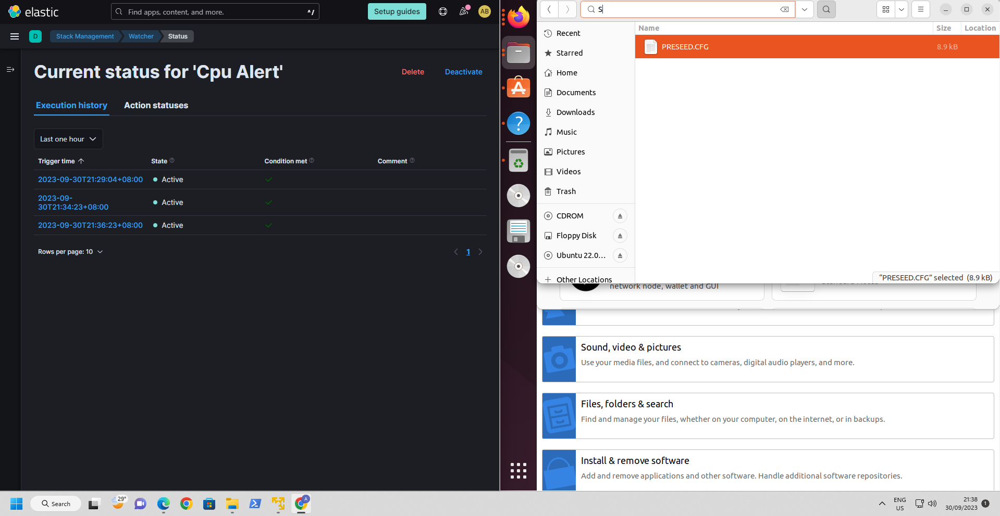 elastic
Find apps, content, and more.
^/
Setup guides
AB
D
Stack Management
Watcher
Status
Current status for 'Cpu Alert'
Delete
Deactivate
Execution history
Action statuses
Last one hour
Trigger time
State
Condition met
Comment
2023-09-30T21:29:04+08:00
Active
2023-09-
30T21:34:23+08:00
Active
2023-09-30T21:36:23+08:00
Active
Rows per page: 10
1
S
Name
Size
Location
PRESEED.CFG
8.9 kB
Recent
Starred
Home
Documents
Downloads
Music
Pictures
Videos
Trash
CDROM
Floppy Disk
Ubuntu 22.0…
Other Locations
"PRESEED.CFG" selected (8.9 kB)
network node, wallet and GUI
Sound, video & pictures
Use your media files, and connect to cameras, digital audio players, and more.
Files, folders & search
Find and manage your files, whether on your computer, on the internet, or in backups.
Install & remove software
Add and remove applications and other software. Handle additional software repositories.
Search
29°
A
ENG
US
21:38
30/09/2023
1